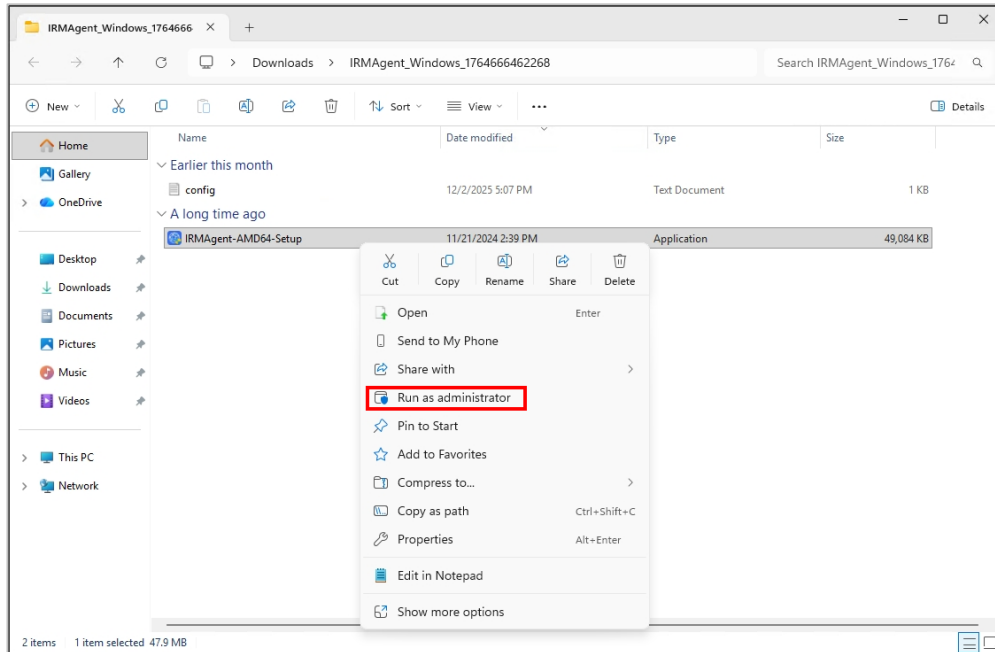 IRMAgent_Windows_1764666
Downloads > IRMAgent_Windows_1764666462268
Search IRMAgent_Windows_1764
New
Sort
View
Details
Name Date modified Type Size
Home
Gallery
OneDrive
Desktop
Downloads
Documents
Pictures
Music
Videos
This PC
Network
Earlier this month
config 12/2/2025 5:07 PM Text Document 1 KB
A long time ago
IRMAgent-AMD64-Setup 11/21/2024 2:39 PM Application 49,084 KB
Cut Copy Rename Share Delete
Open Enter
Send to My Phone
Share with
Run as administrator
Pin to Start
Add to Favorites
Compress to...
Copy as path Ctrl+Shift+C
Properties Alt+Enter
Edit in Notepad
Show more options
2 items 1 item selected 47.9 MB